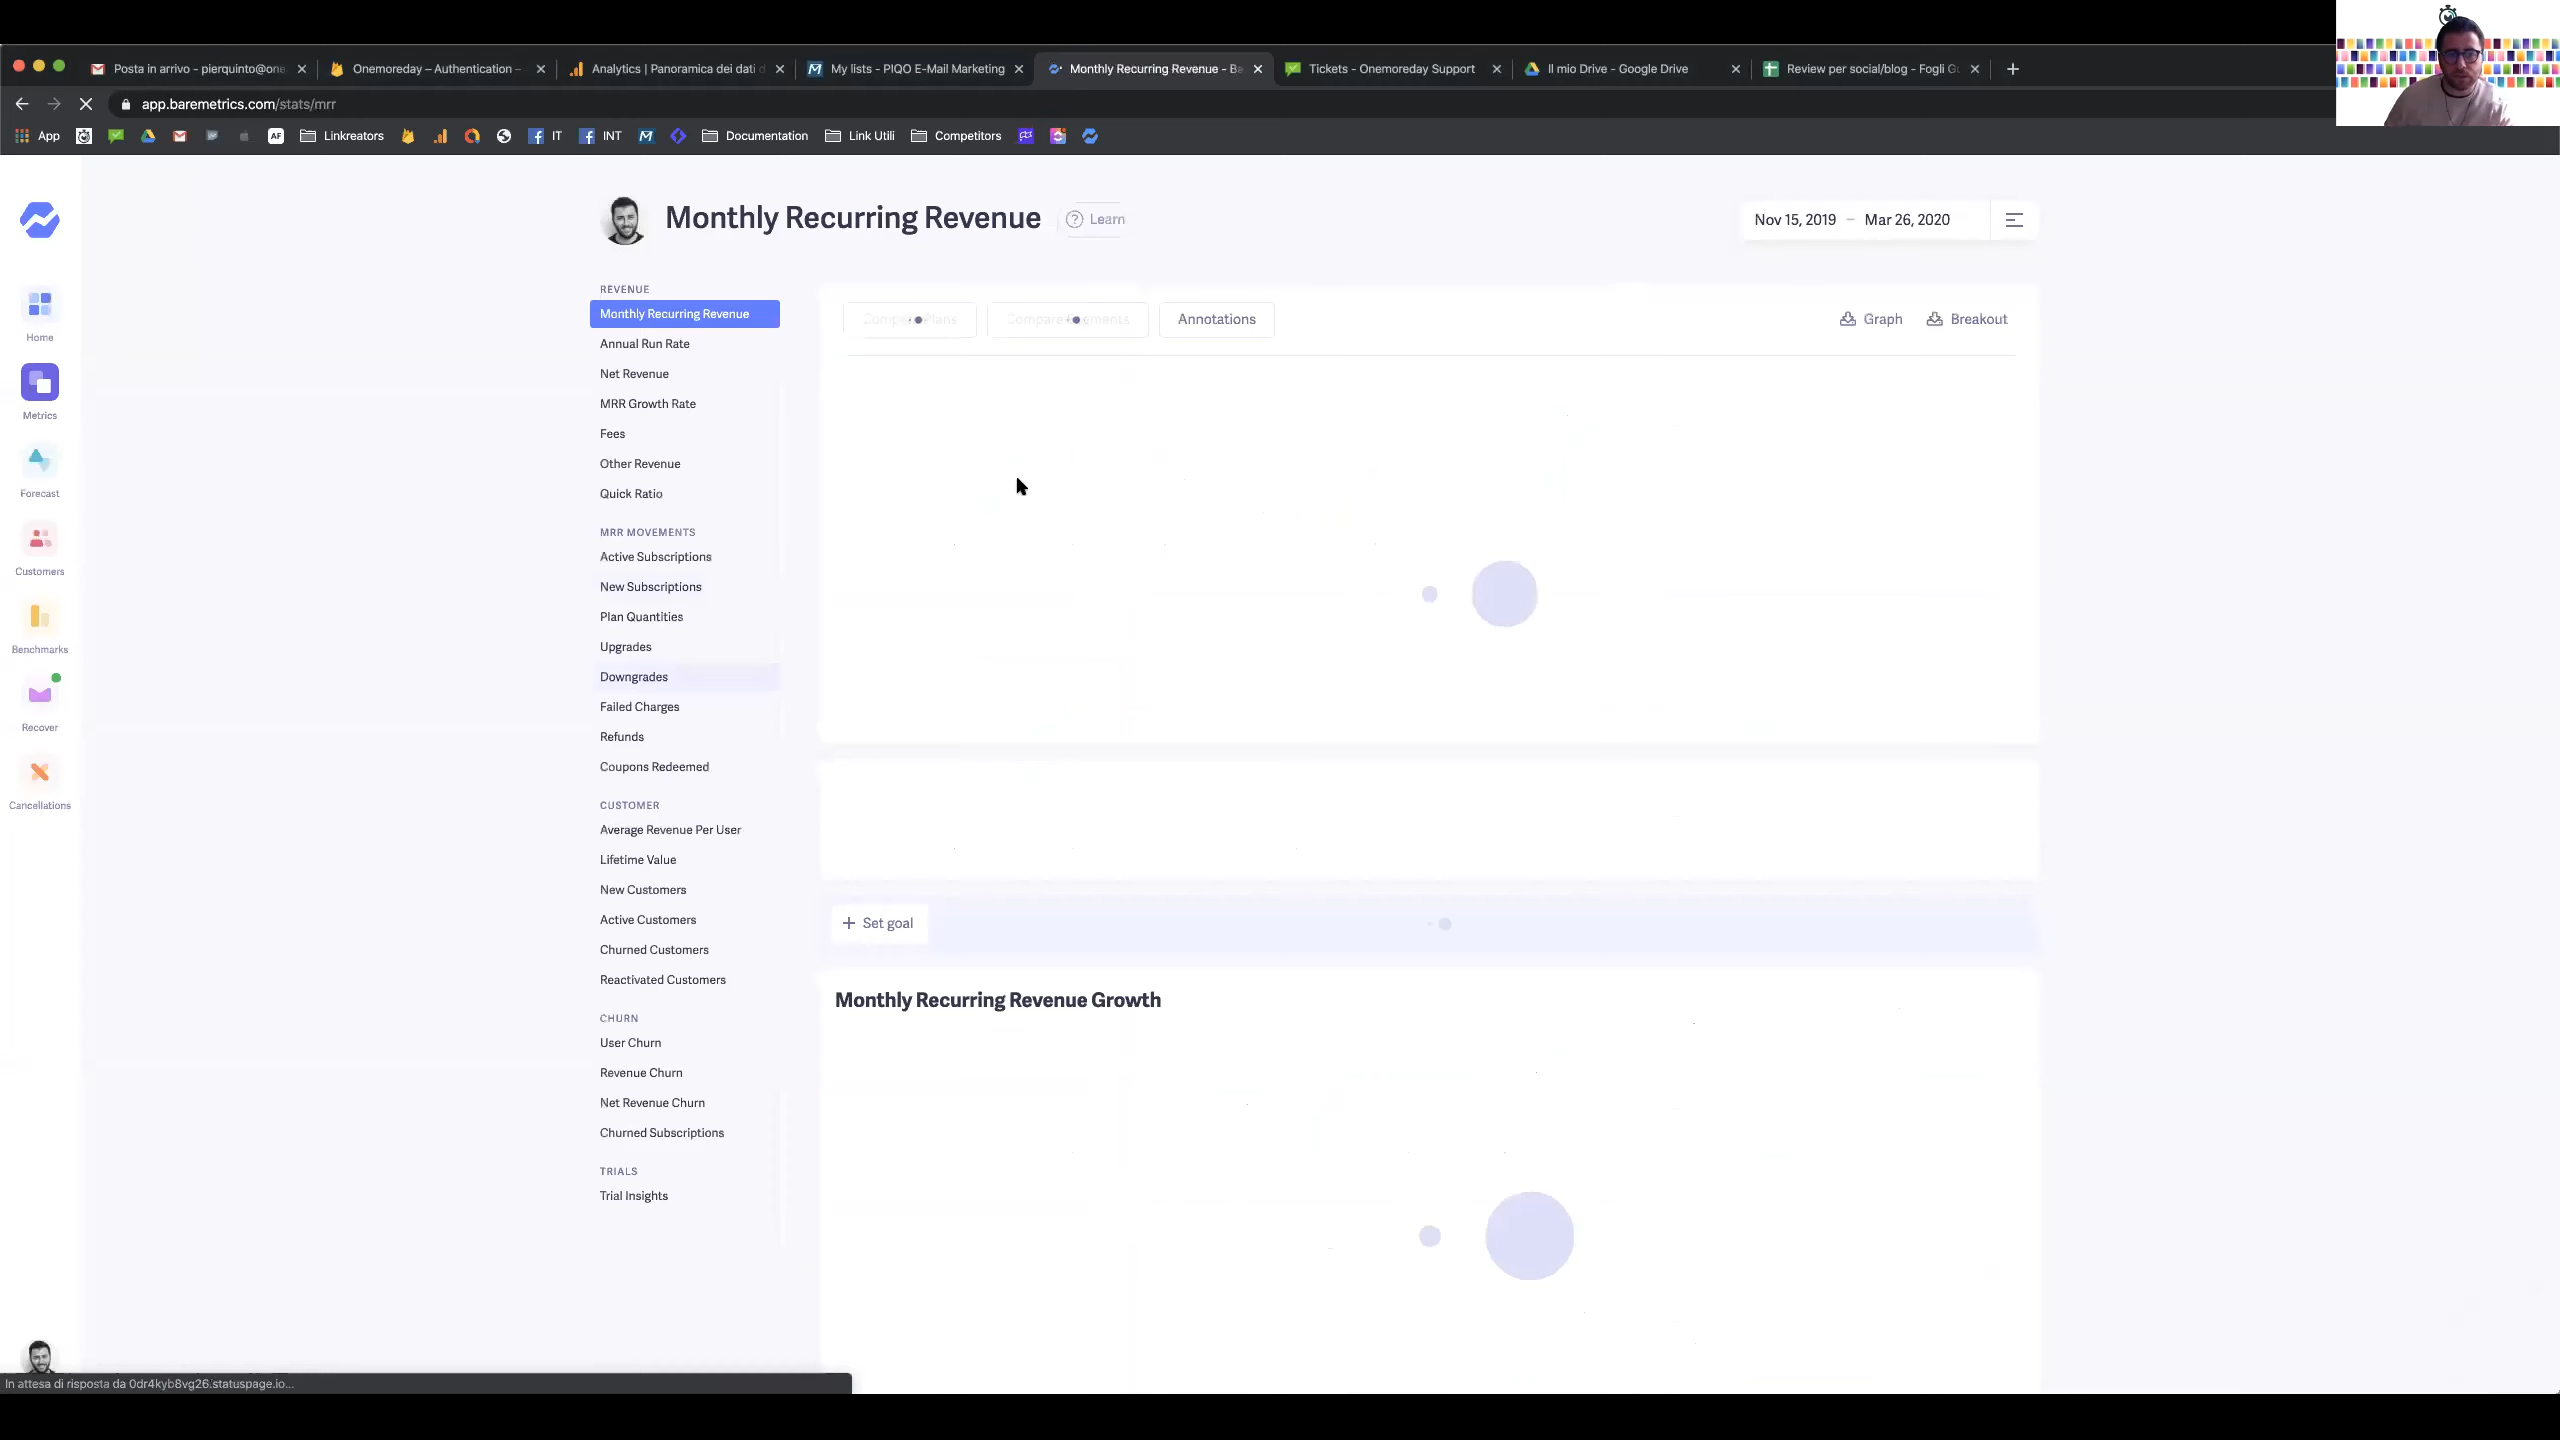 Posta in arrivo - pierquinto@one
Onemoreday – Authentication –
Analytics | Panoramica dei dati d
My lists - PIQO E-Mail Marketing
Monthly Recurring Revenue - Ba
Tickets - Onemoreday Support
Il mio Drive - Google Drive
Review per social/blog - Fogli Gu
app.baremetrics.com/stats/mrr
App
AF
Linkreators
IT
INT
Documentation
Link Utili
Competitors
Monthly Recurring Revenue
Learn
Nov 15, 2019 – Mar 26, 2020
Home
Metrics
Forecast
Customers
Benchmarks
Recover
Cancellations
REVENUE
Monthly Recurring Revenue
Annual Run Rate
Net Revenue
MRR Growth Rate
Fees
Other Revenue
Quick Ratio
MRR MOVEMENTS
Active Subscriptions
New Subscriptions
Plan Quantities
Upgrades
Downgrades
Failed Charges
Refunds
Coupons Redeemed
CUSTOMER
Average Revenue Per User
Lifetime Value
New Customers
Active Customers
Churned Customers
Reactivated Customers
CHURN
User Churn
Revenue Churn
Net Revenue Churn
Churned Subscriptions
TRIALS
Trial Insights
Annotations
Graph
Breakout
+ Set goal
Monthly Recurring Revenue Growth
In attesa di risposta da 0dr4kyb8vg26.statuspage.io...